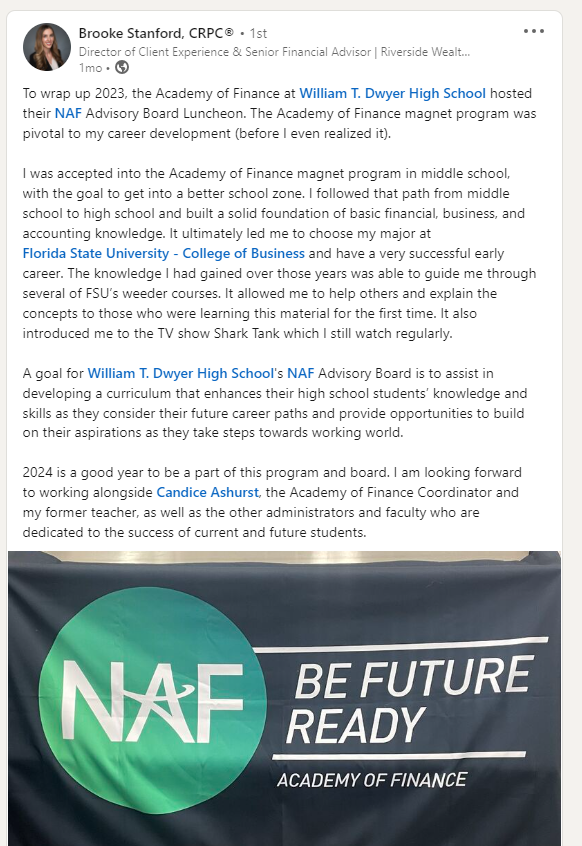 Brooke Stanford, CRPC® • 1st
Director of Client Experience & Senior Financial Advisor | Riverside Wealt...
1mo •
To wrap up 2023, the Academy of Finance at William T. Dwyer High School hosted
their NAF Advisory Board Luncheon. The Academy of Finance magnet program was
pivotal to my career development (before I even realized it).
I was accepted into the Academy of Finance magnet program in middle school,
with the goal to get into a better school zone. I followed that path from middle
school to high school and built a solid foundation of basic financial, business, and
accounting knowledge. It ultimately led me to choose my major at
Florida State University - College of Business and have a very successful early
career. The knowledge I had gained over those years was able to guide me through
several of FSU’s weeder courses. It allowed me to help others and explain the
concepts to those who were learning this material for the first time. It also
introduced me to the TV show Shark Tank which I still watch regularly.
A goal for William T. Dwyer High School's NAF Advisory Board is to assist in
developing a curriculum that enhances their high school students’ knowledge and
skills as they consider their future career paths and provide opportunities to build
on their aspirations as they take steps towards working world.
2024 is a good year to be a part of this program and board. I am looking forward
to working alongside Candice Ashurst, the Academy of Finance Coordinator and
my former teacher, as well as the other administrators and faculty who are
dedicated to the success of current and future students.
NAF
BE FUTURE
READY
ACADEMY OF FINANCE